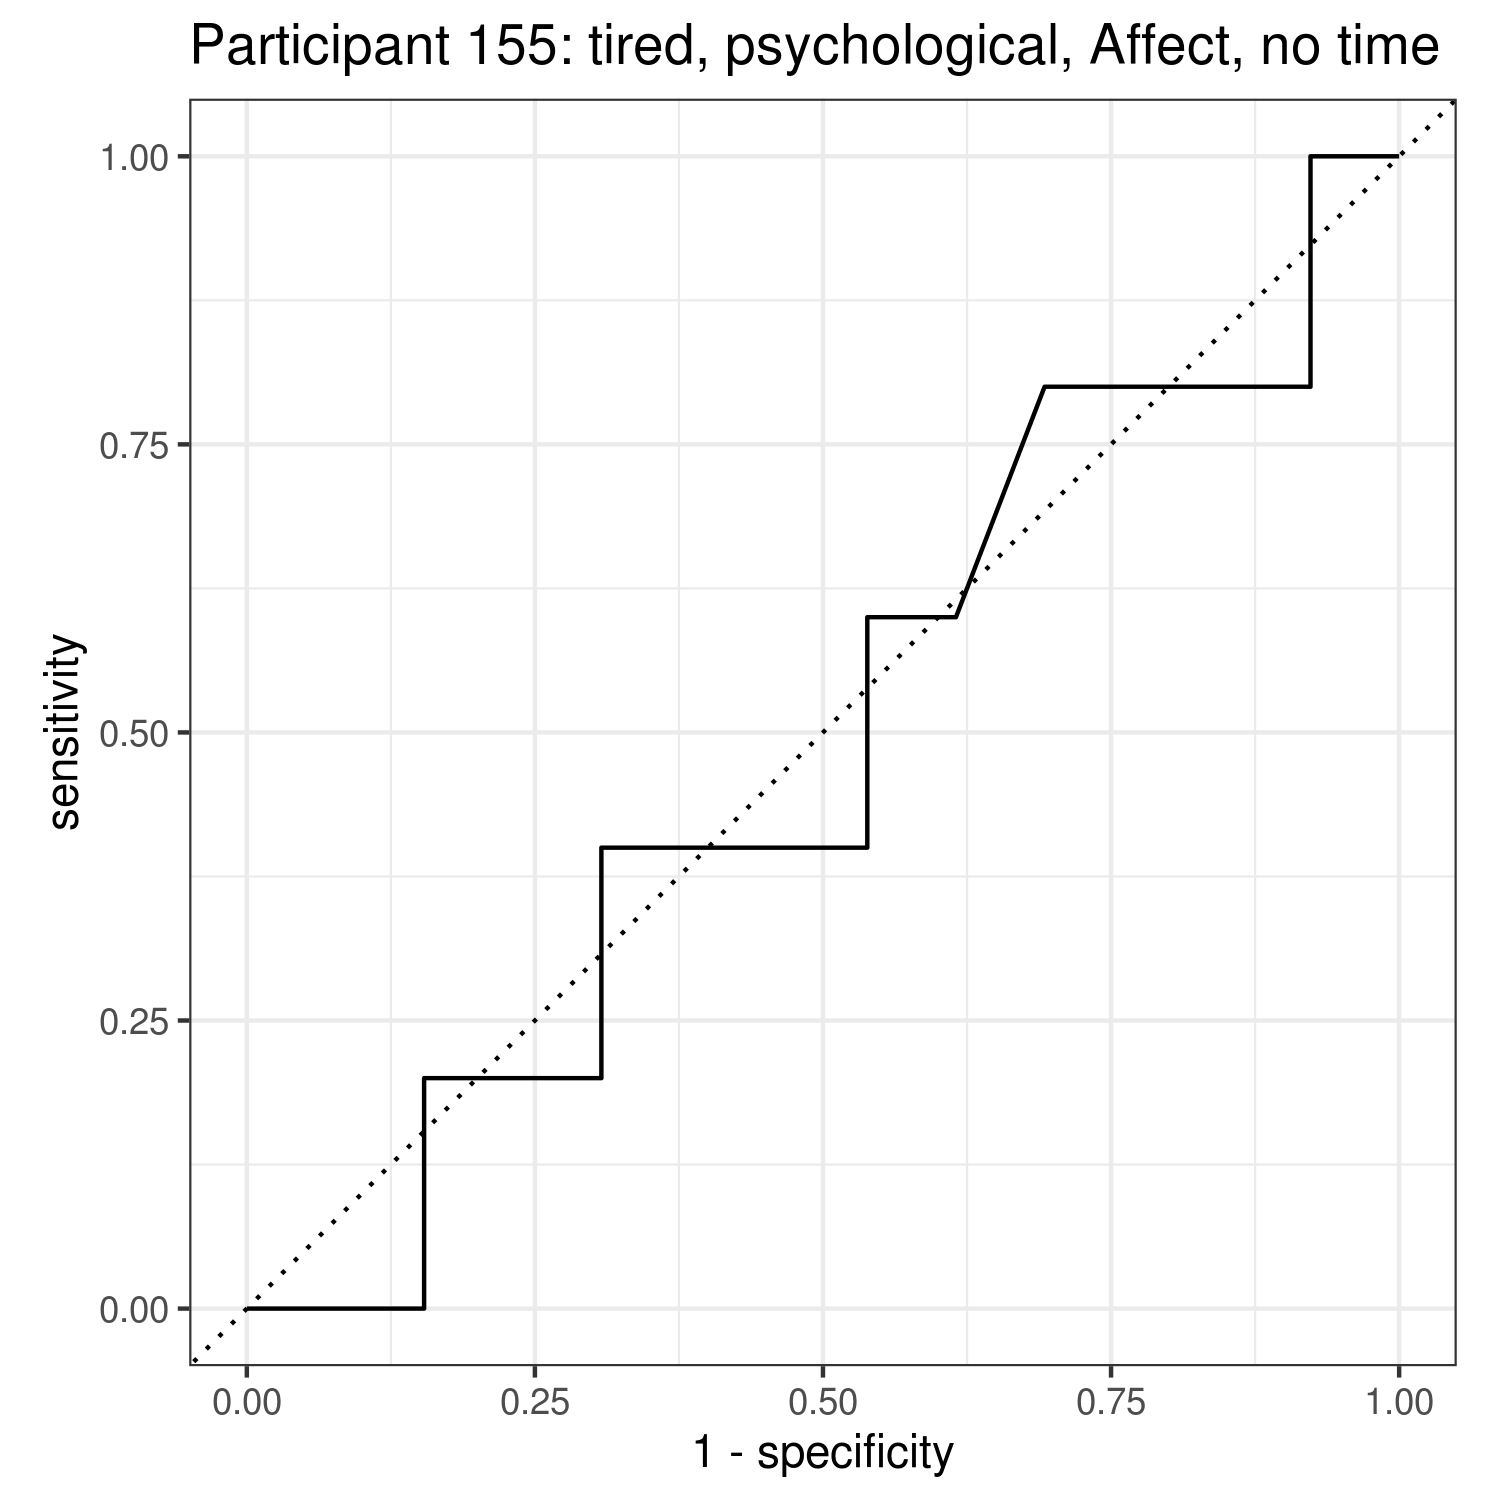 Participant 155: tired, psychological, Affect, no time
1.00
0.75
0.50
0.25
0.00
sensitivity
0.00 0.25 0.50 0.75 1.00
1 - specificity